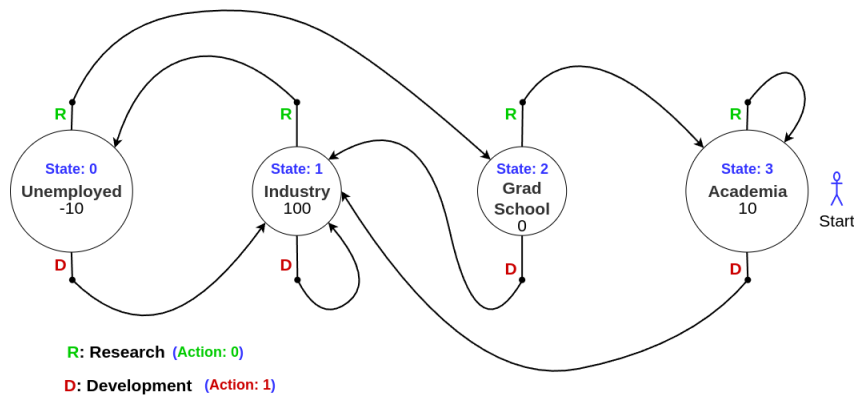 R
R
R
R
State: 0
Unemployed
-10
State: 1
Industry
100
State: 2
Grad
School
0
State: 3
Academia
10
Start
D
D
D
D
R: Research (Action: 0)
D: Development (Action: 1)